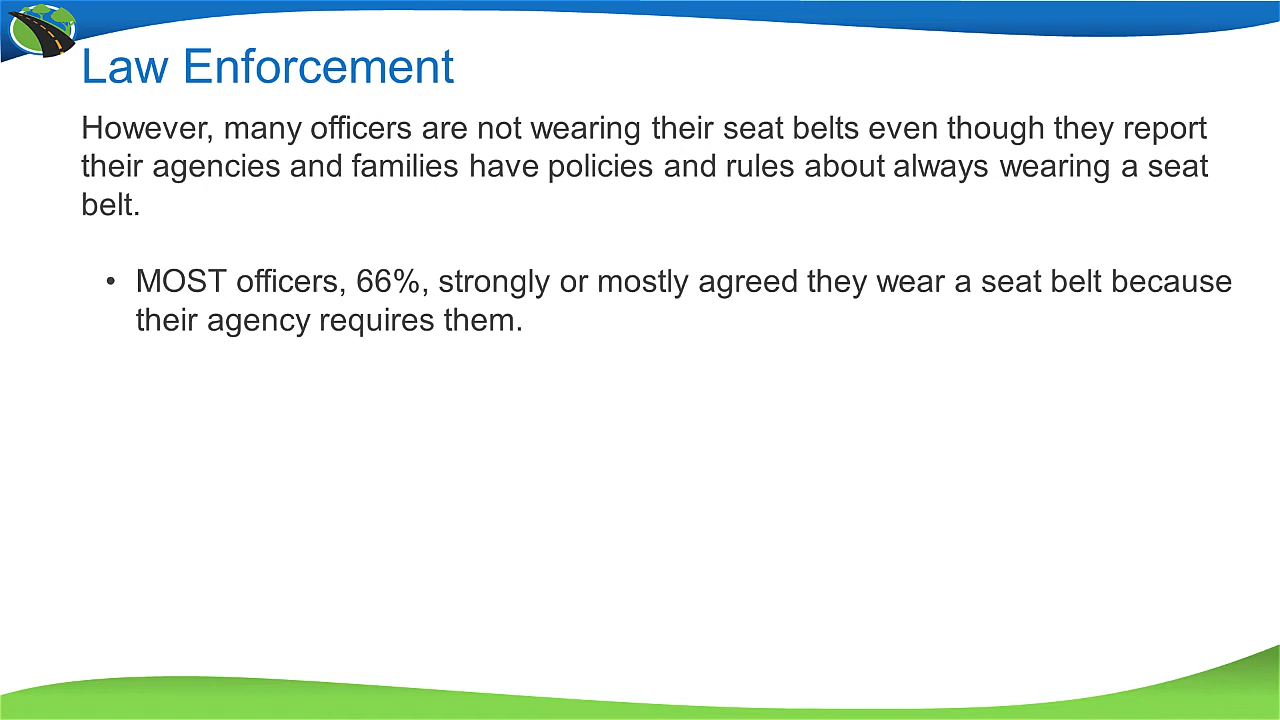 Law Enforcement
However, many officers are not wearing their seat belts even though they report
their agencies and families have policies and rules about always wearing a seat
belt.
• MOST officers, 66%, strongly or mostly agreed they wear a seat belt because
their agency requires them.